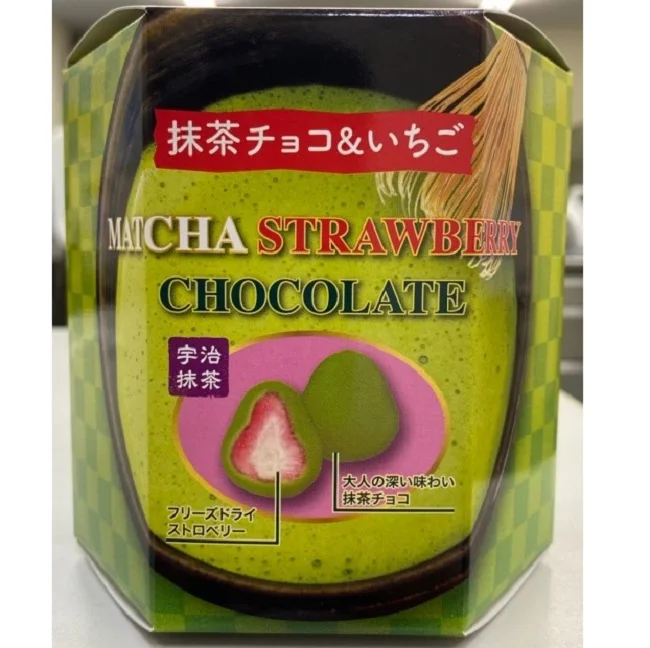 抹茶チョコ&いちご
MATCHA STRAWBERRY
CHOCOLATE
宇治
抹茶
大人の深い味わい
抹茶チョコ
フリーズドライ
ストロベリー